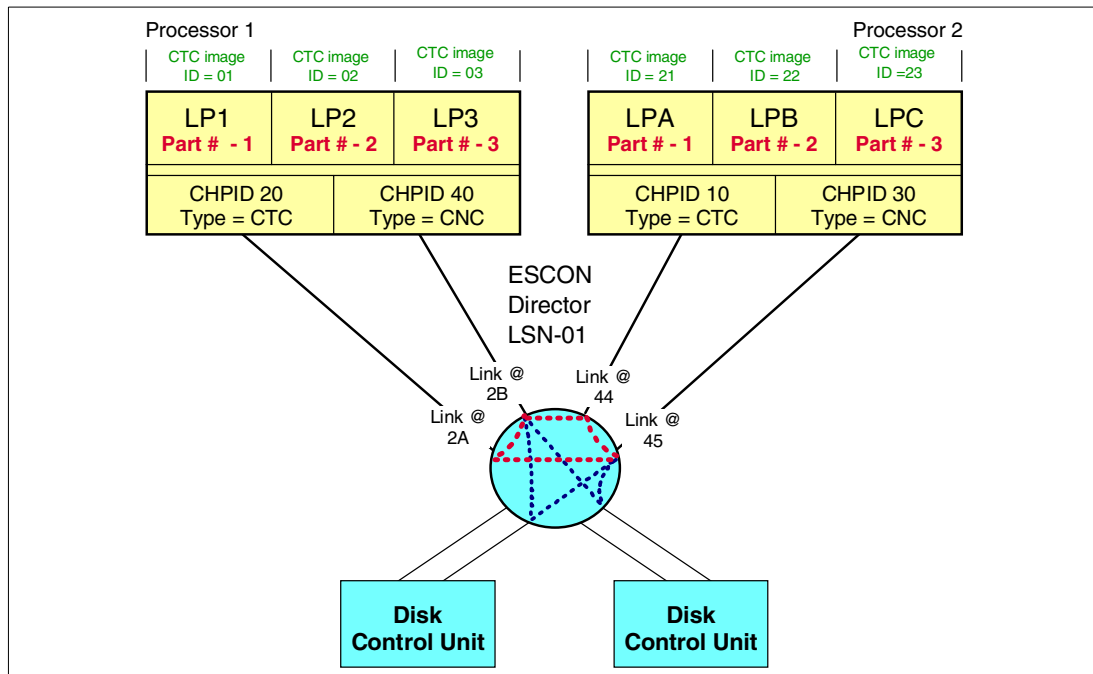 Processor 1
Processor 2
CTC image
ID = 01
CTC image
ID = 02
CTC image
ID = 03
CTC image
ID = 21
CTC image
ID = 22
CTC image
ID =23
LP1
Part # - 1
LP2
Part # - 2
LP3
Part # - 3
LPA
Part # - 1
LPB
Part # - 2
LPC
Part # - 3
CHPID 20
Type = CTC
CHPID 40
Type = CNC
CHPID 10
Type = CTC
CHPID 30
Type = CNC
ESCON
Director
LSN-01
Link @
2B
Link @
44
Link @
2A
Link @
45
Disk
Control Unit
Disk
Control Unit